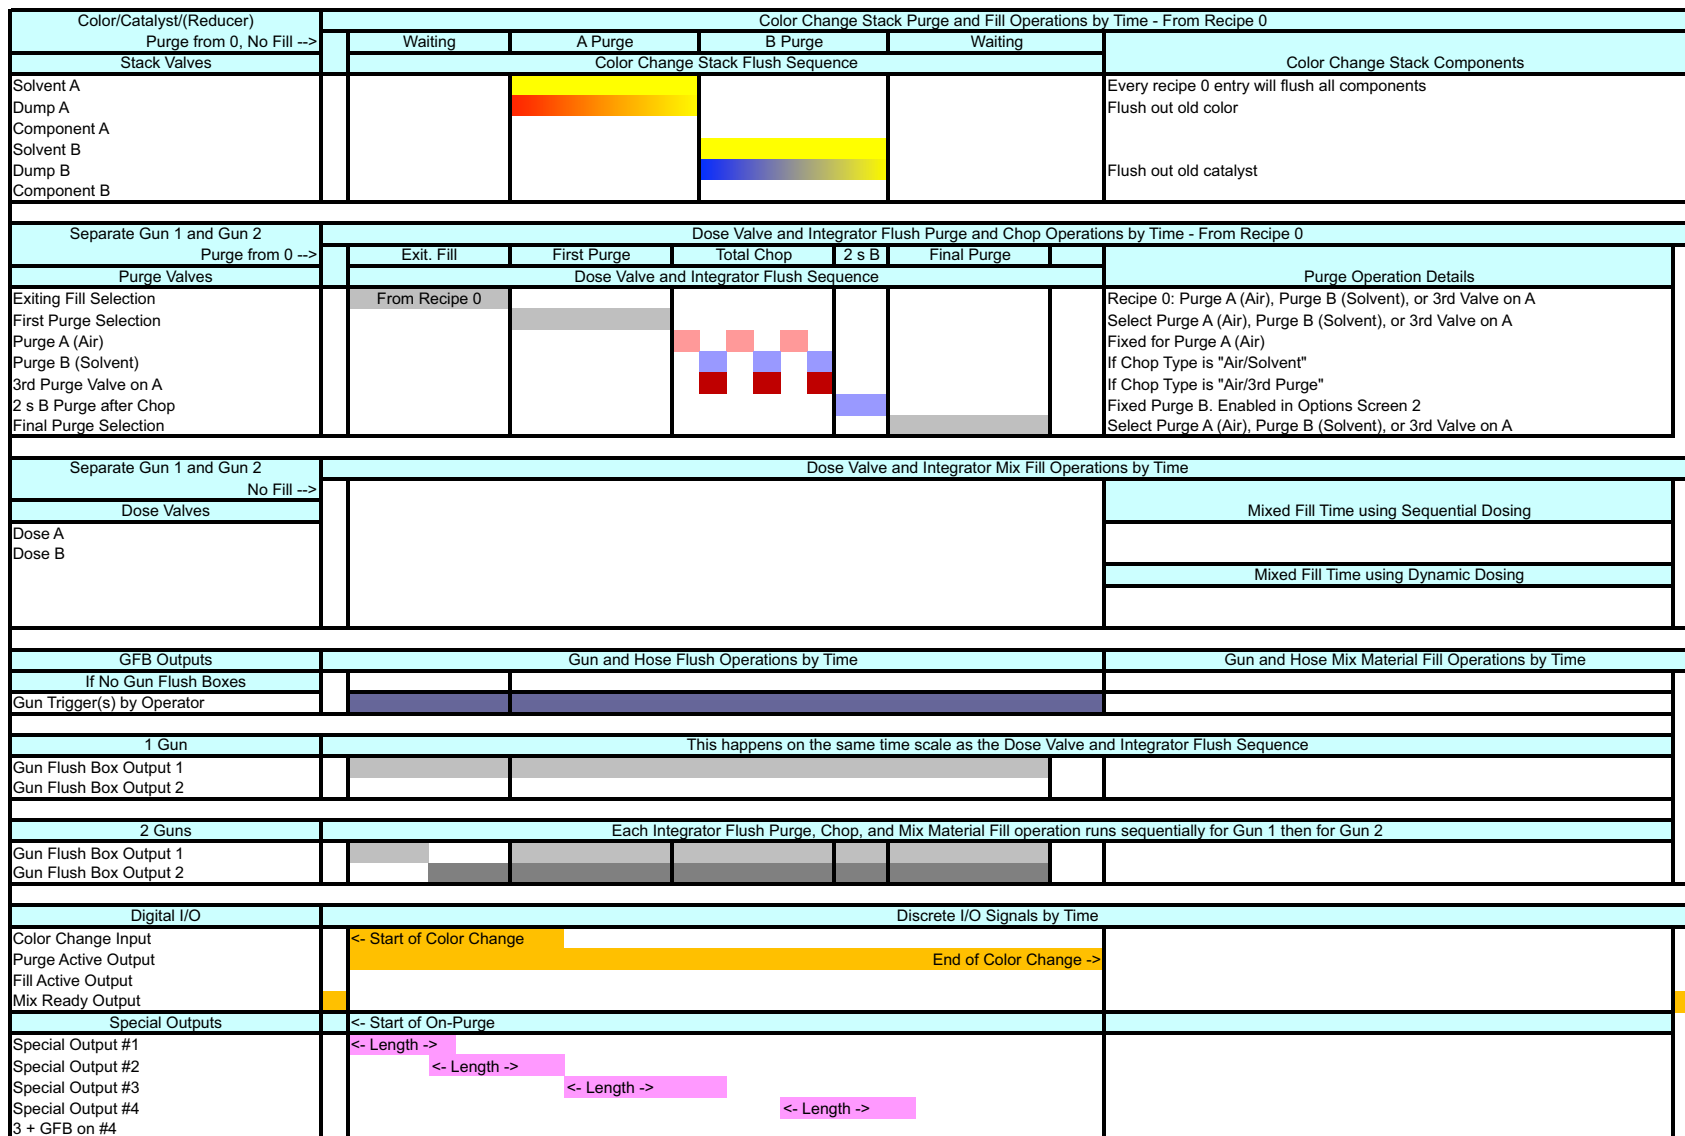 Color/Catalyst/(Reducer)
Color Change Stack Purge and Fill Operations by Time - From Recipe 0
Purge from 0, No Fill -->
Waiting
A Purge
B Purge
Waiting
Stack Valves
Color Change Stack Flush Sequence
Color Change Stack Components
Solvent A
Every recipe 0 entry will flush all components
Dump A
Flush out old color
Component A
Solvent B
Dump B
Flush out old catalyst
Component B
Separate Gun 1 and Gun 2
Dose Valve and Integrator Flush Purge and Chop Operations by Time - From Recipe 0
Purge from 0 -->
Exit. Fill
First Purge
Total Chop
2 s B
Final Purge
Purge Valves
Dose Valve and Integrator Flush Sequence
Purge Operation Details
Exiting Fill Selection
From Recipe 0
Recipe 0: Purge A (Air), Purge B (Solvent), or 3rd Valve on A
First Purge Selection
Select Purge A (Air), Purge B (Solvent), or 3rd Valve on A
Purge A (Air)
Fixed for Purge A (Air)
Purge B (Solvent)
If Chop Type is "Air/Solvent"
3rd Purge Valve on A
If Chop Type is "Air/3rd Purge"
2 s B Purge after Chop
Fixed Purge B. Enabled in Options Screen 2
Final Purge Selection
Select Purge A (Air), Purge B (Solvent), or 3rd Valve on A
Separate Gun 1 and Gun 2
Dose Valve and Integrator Mix Fill Operations by Time
No Fill -->
Dose Valves
Mixed Fill Time using Sequential Dosing
Dose A
Dose B
Mixed Fill Time using Dynamic Dosing
GFB Outputs
Gun and Hose Flush Operations by Time
Gun and Hose Mix Material Fill Operations by Time
If No Gun Flush Boxes
Gun Trigger(s) by Operator
1 Gun
This happens on the same time scale as the Dose Valve and Integrator Flush Sequence
Gun Flush Box Output 1
Gun Flush Box Output 2
2 Guns
Each Integrator Flush Purge, Chop, and Mix Material Fill operation runs sequentially for Gun 1 then for Gun 2
Gun Flush Box Output 1
Gun Flush Box Output 2
Digital I/O
Discrete I/O Signals by Time
Color Change Input
<- Start of Color Change
Purge Active Output
End of Color Change ->
Fill Active Output
Mix Ready Output
Special Outputs
<- Start of On-Purge
Special Output #1
<- Length ->
Special Output #2
<- Length ->
Special Output #3
<- Length ->
Special Output #4
<- Length ->
3 + GFB on #4